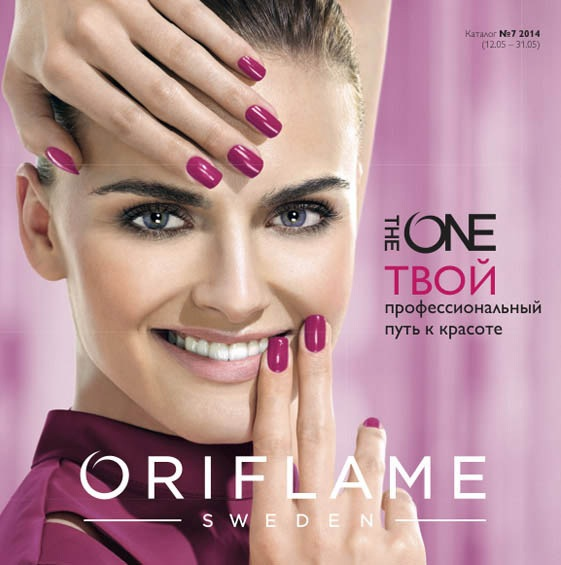 Каталог №7 2014
(12.05 – 31.05)
THE ONE
ТВОЙ
профессиональный
путь к красоте
ORIFLAME
SWEDEN